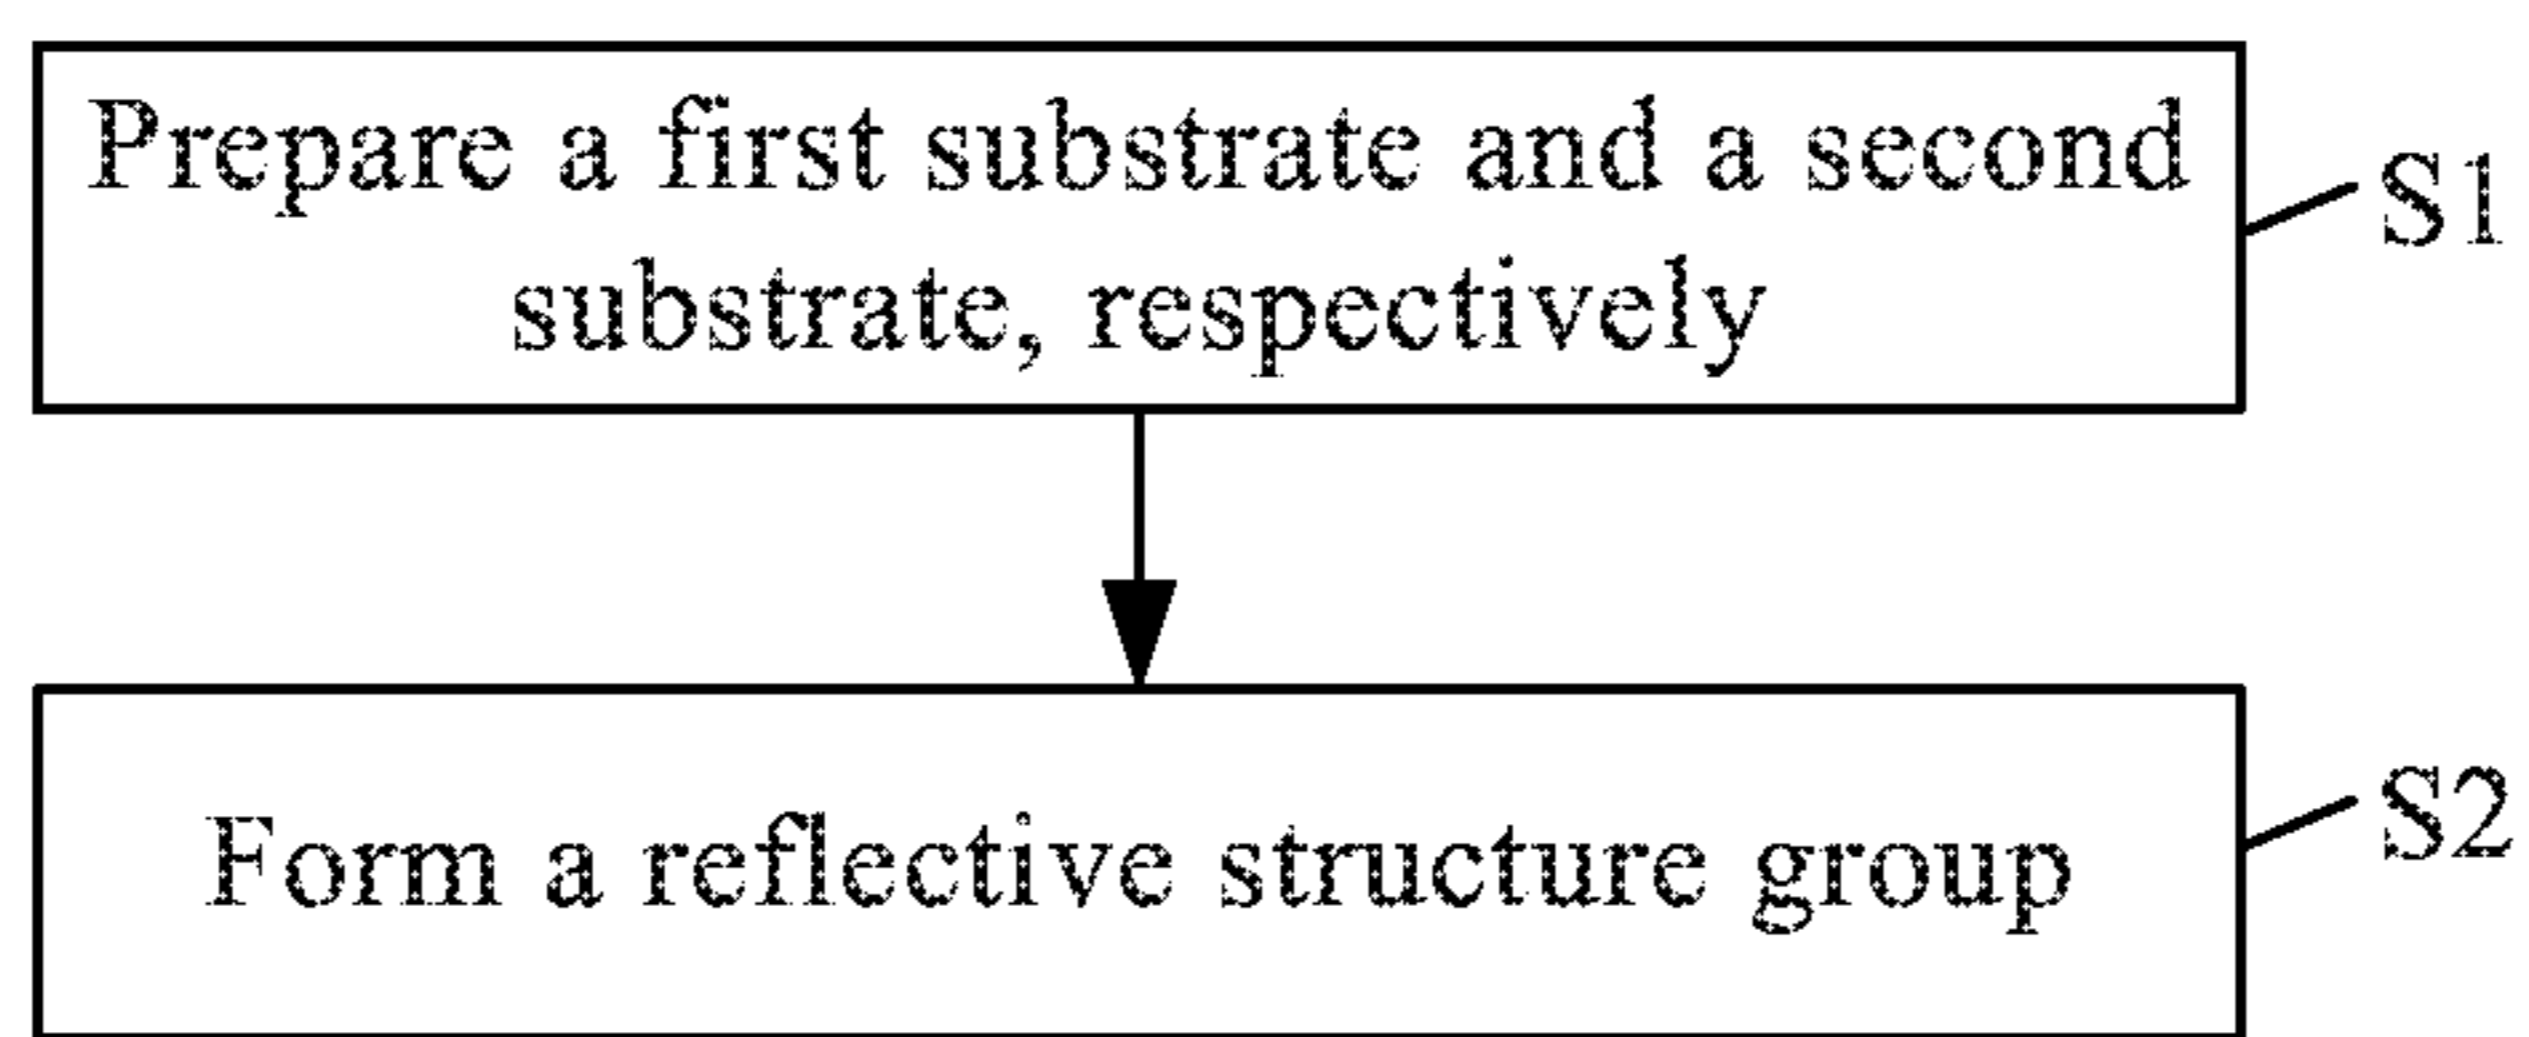 Prepare a first substrate and a second
substrate, respectively
S1
Form a reflective structure group
S2